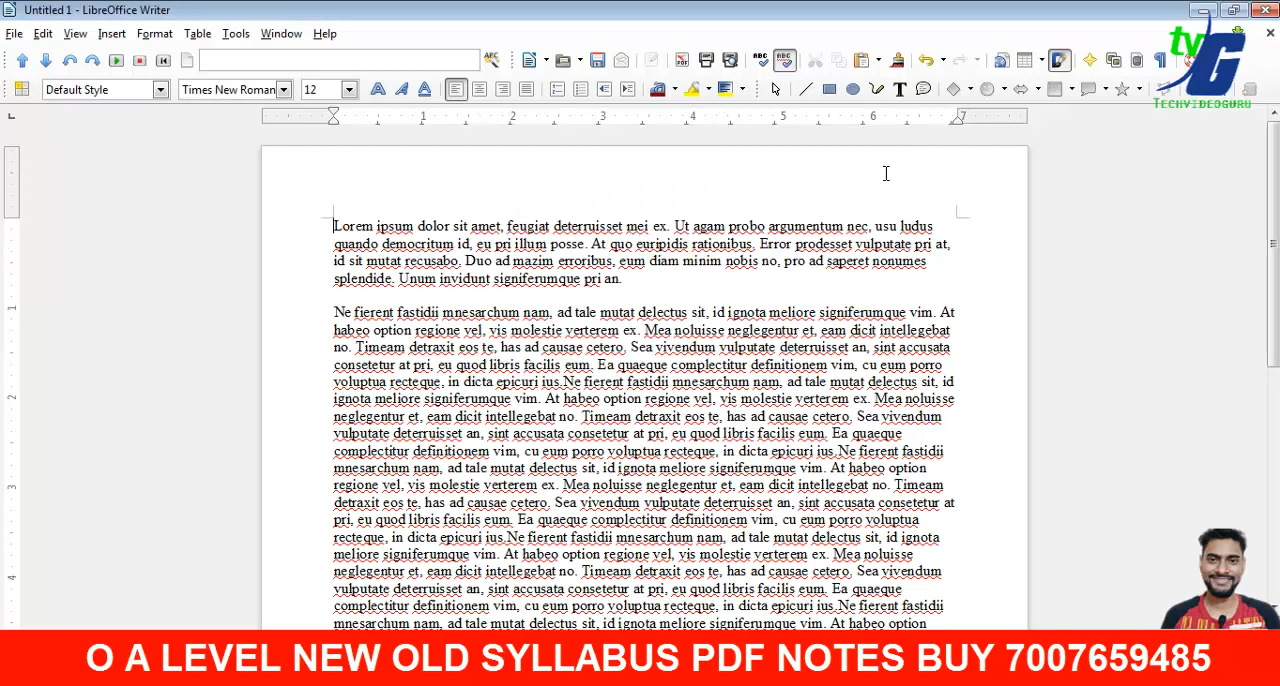 Untitled 1 - LibreOffice Writer
File Edit View Insert Format Table Tools Window Help
Default Style Times New Roman 12
tv G
TECHVIDEOGURU
1 2 3 4 5 6 7
Lorem ipsum dolor sit amet, feugiat deterruisset mei ex. Ut agam probo argumentum nec, usu ludus
quando democritum id, eu pri illum posse. At quo euripidis rationibus. Error prodesset vulputate pri at,
id sit mutat recusabo. Duo ad mazim erroribus, eum diam minim nobis no, pro ad saperet nonumes
splendide. Unum invidunt signiferumque pri an.
Ne fierent fastidii mnesarchum nam, ad tale mutat delectus sit, id ignota meliore signiferumque vim. At
habeo option regione vel, vis molestie verterem ex. Mea noluisse neglegentur et, eam dicit intellegebat
no. Timeam detraxit eos te, has ad causae cetero. Sea vivendum vulputate deterruisset an, sint accusata
consetetur at pri, eu quod libris facilis eum. Ea quaeque complectitur definitionem vim, cu eum porro
voluptua recteque, in dicta epicuri ius.Ne fierent fastidii mnesarchum nam, ad tale mutat delectus sit, id
ignota meliore signiferumque vim. At habeo option regione vel, vis molestie verterem ex. Mea noluisse
neglegentur et, eam dicit intellegebat no. Timeam detraxit eos te, has ad causae cetero. Sea vivendum
vulputate deterruisset an, sint accusata consetetur at pri, eu quod libris facilis eum. Ea quaeque
complectitur definitionem vim, cu eum porro voluptua recteque, in dicta epicuri ius.Ne fierent fastidii
mnesarchum nam, ad tale mutat delectus sit, id ignota meliore signiferumque vim. At habeo option
regione vel, vis molestie verterem ex. Mea noluisse neglegentur et, eam dicit intellegebat no. Timeam
detraxit eos te, has ad causae cetero. Sea vivendum vulputate deterruisset an, sint accusata consetetur at
pri, eu quod libris facilis eum. Ea quaeque complectitur definitionem vim, cu eum porro voluptua
recteque, in dicta epicuri ius.Ne fierent fastidii mnesarchum nam, ad tale mutat delectus sit, id ignota
meliore signiferumque vim. At habeo option regione vel, vis molestie verterem ex. Mea noluisse
neglegentur et, eam dicit intellegebat no. Timeam detraxit eos te, has ad causae cetero. Sea vivendum
vulputate deterruisset an, sint accusata consetetur at pri, eu quod libris facilis eum. Ea quaeque
complectitur definitionem vim, cu eum porro voluptua recteque, in dicta epicuri ius.Ne fierent fastidii
mnesarchum nam, ad tale mutat delectus sit, id ignota meliore signiferumque vim. At habeo option
1
2
3
4
O A LEVEL NEW OLD SYLLABUS PDF NOTES BUY 7007659485